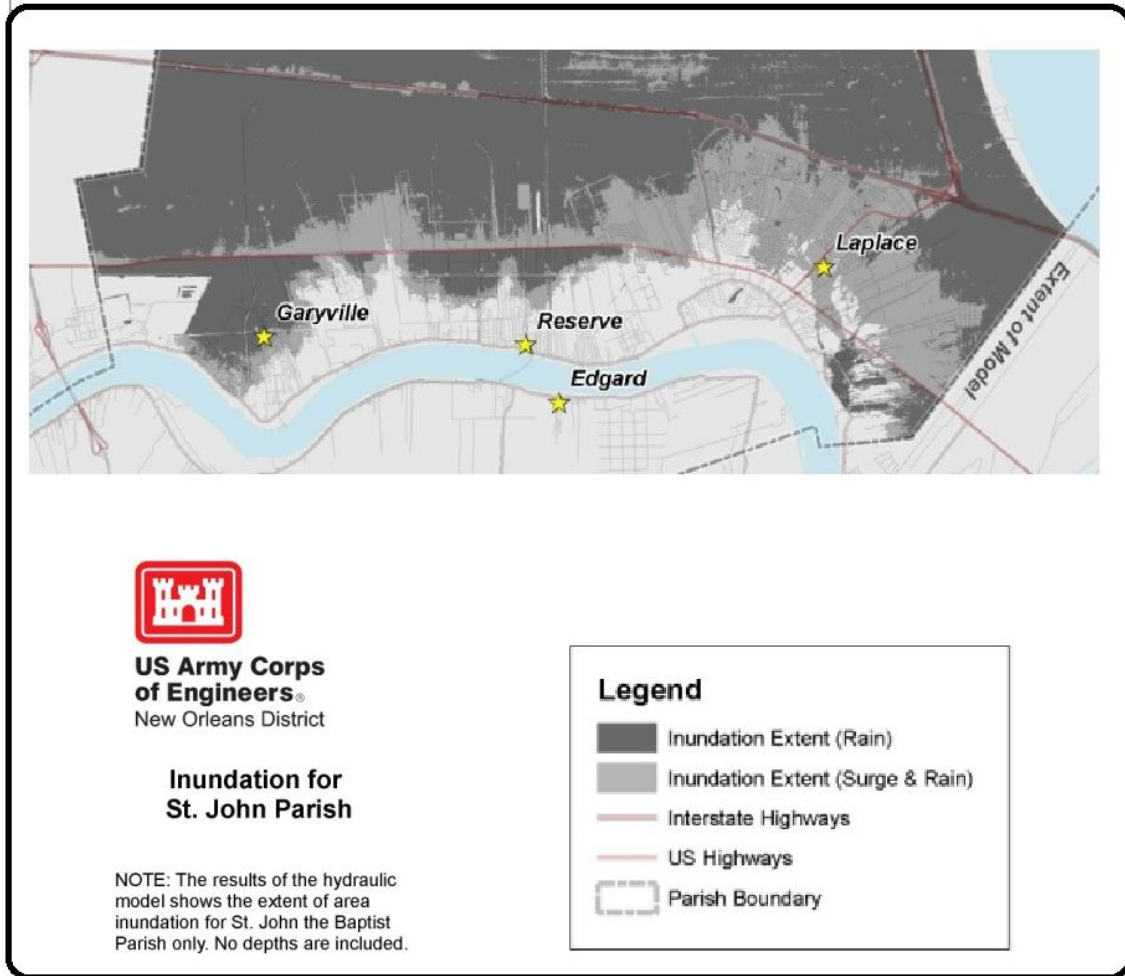 Laplace
Garyville
Reserve
Edgard
Extent of Model
US Army Corps
of Engineers®
New Orleans District
Inundation for
St. John Parish
NOTE: The results of the hydraulic
model shows the extent of area
inundation for St. John the Baptist
Parish only. No depths are included.
Legend
Inundation Extent (Rain)
Inundation Extent (Surge & Rain)
Interstate Highways
US Highways
Parish Boundary